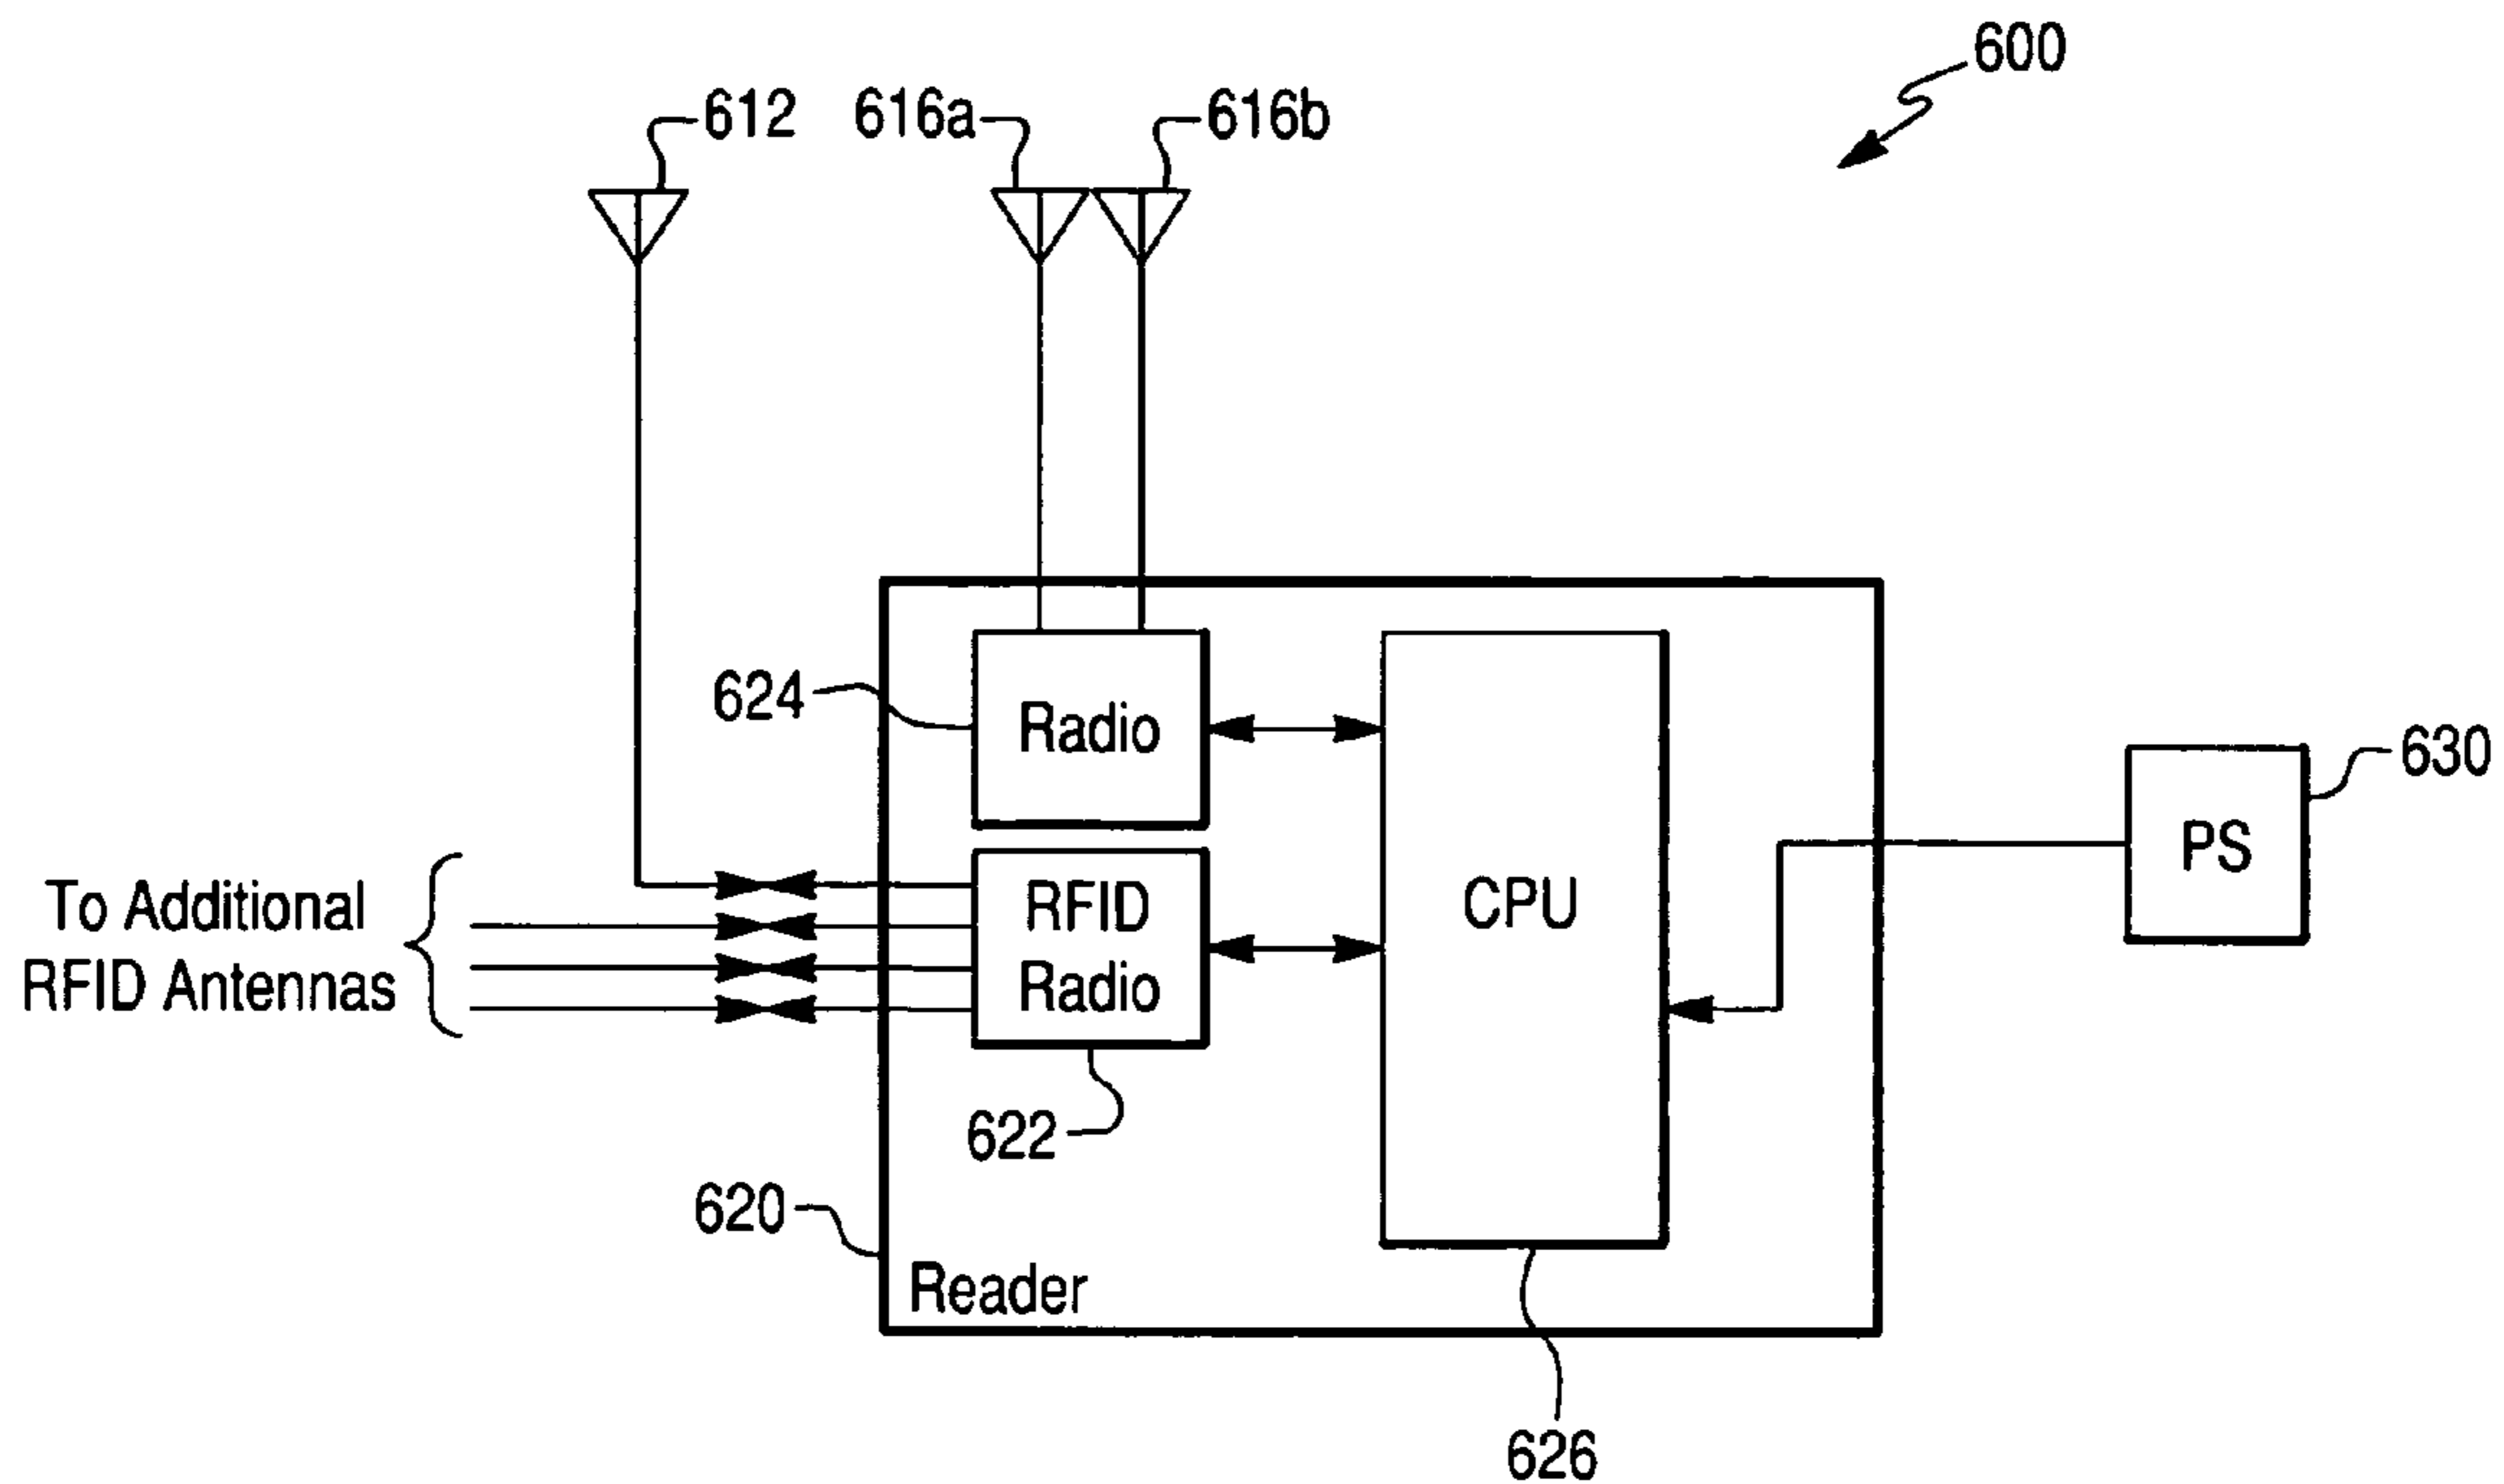 600
612
616a
616b
624
Radio
630
PS
To Additional
RFID Antennas
RFID
Radio
CPU
622
620
Reader
626